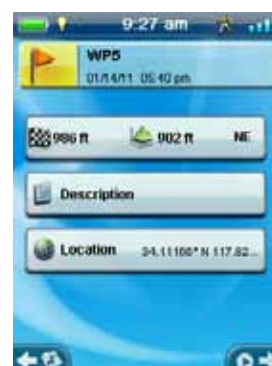 9:27 am
WP5
01/14/11 05:40 pm
986 ft 902 ft NE
Description
Location 34.11166° N 117.82...